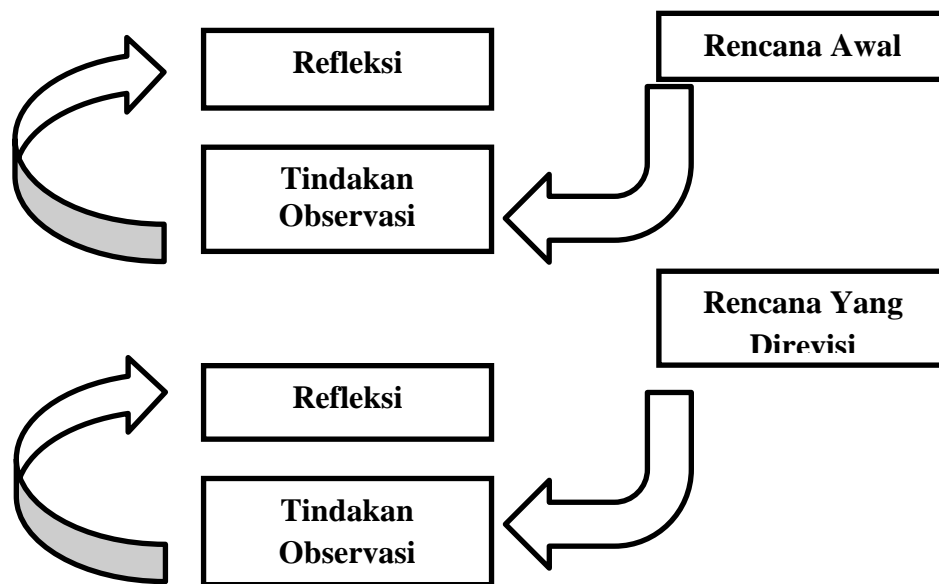 Refleksi
Rencana Awal
Tindakan
Observasi
Rencana Yang
Direvisi
Refleksi
Tindakan
Observasi